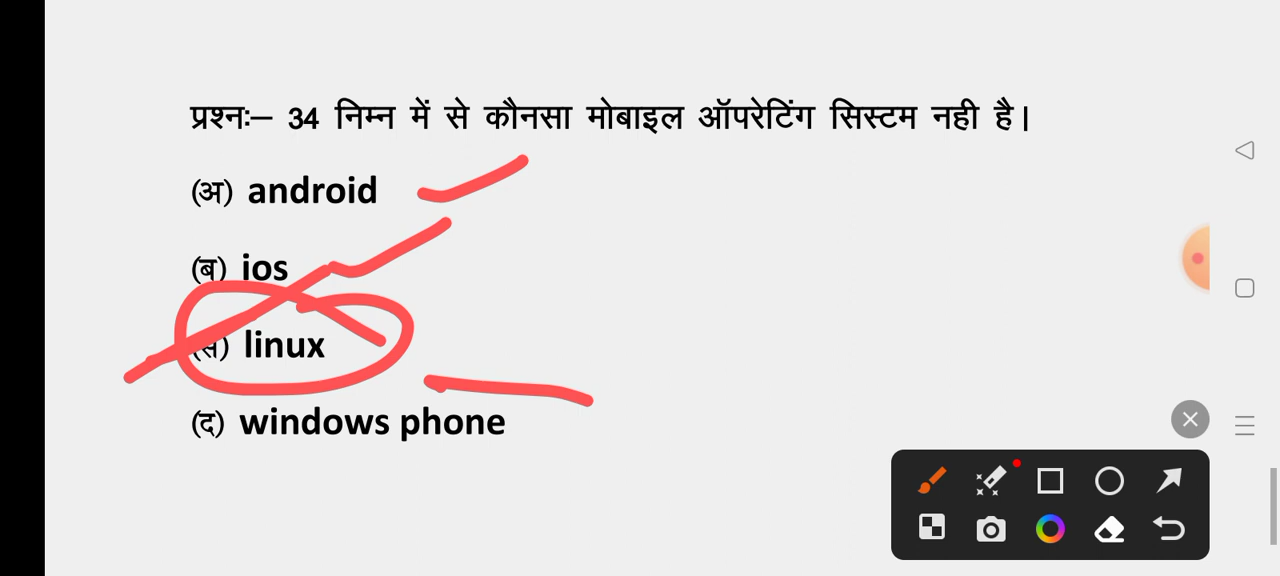 प्रश्नः– 34 निम्न में से कौनसा मोबाइल ऑपरेटिंग सिस्टम नही है।
(अ) android
(ब) ios
(स) linux
(द) windows phone